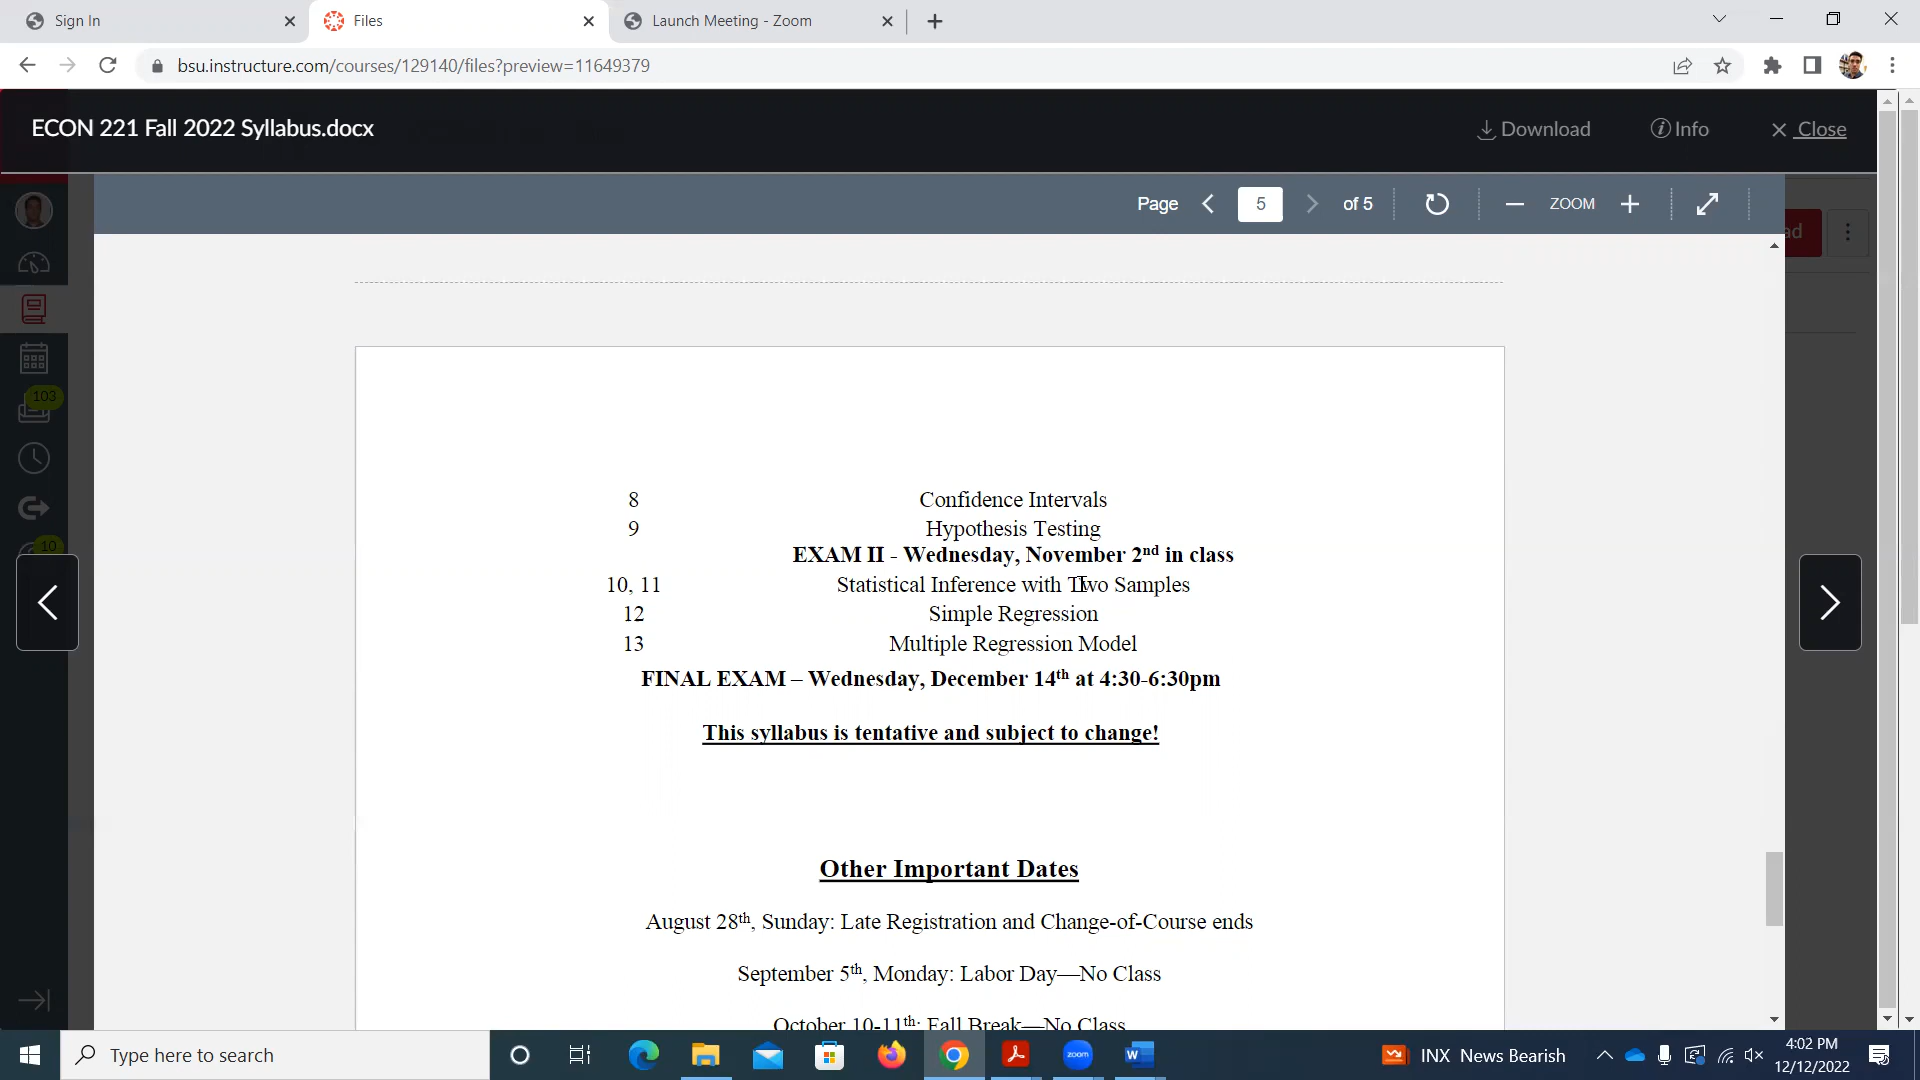 Sign In
Files
Launch Meeting - Zoom
bsu.instructure.com/courses/129140/files?preview=11649379
ECON 221 Fall 2022 Syllabus.docx
Download
Info
Close
Page 5 of 5
ZOOM
103
10
8 Confidence Intervals
9 Hypothesis Testing
EXAM II - Wednesday, November 2nd in class
10, 11 Statistical Inference with Two Samples
12 Simple Regression
13 Multiple Regression Model
FINAL EXAM – Wednesday, December 14th at 4:30-6:30pm
This syllabus is tentative and subject to change!
Other Important Dates
August 28th, Sunday: Late Registration and Change-of-Course ends
September 5th, Monday: Labor Day—No Class
October 10-11th: Fall Break—No Class
Type here to search
zoom
INX News Bearish
4:02 PM
12/12/2022